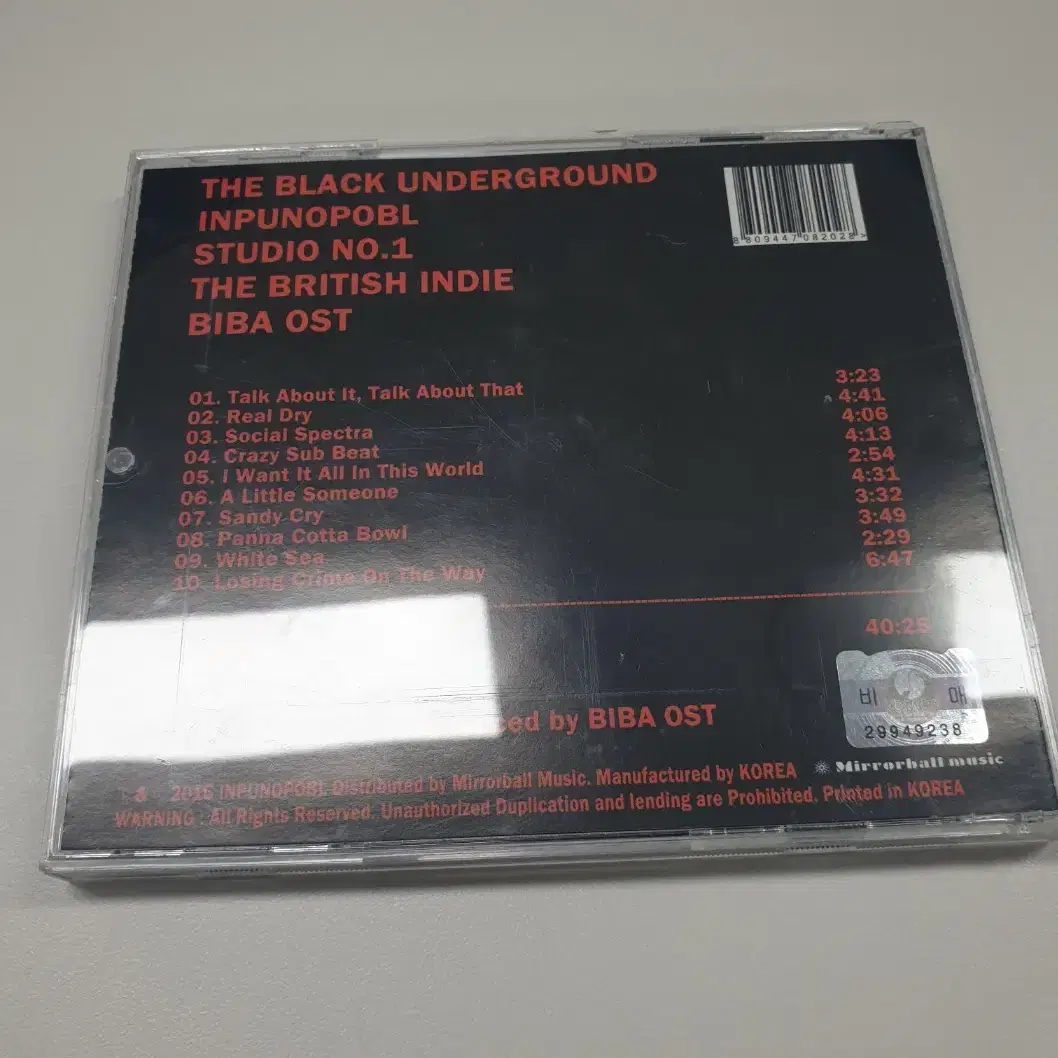 THE BLACK UNDERGROUND
INPUNOPOBL
STUDIO NO.1
THE BRITISH INDIE
BIBA OST
8809447082028>
01. Talk About It, Talk About That 3:23
02. Real Dry 4:41
03. Social Spectra 4:06
04. Crazy Sub Beat 4:13
05. I Want It All In This World 2:54
06. A Little Someone 4:31
07. Sandy Cry 3:32
08. Panna Cotta Bowl 3:49
09. White Sea 2:29
10. Losing Crime On The Way 6:47
40:25
by BIBA OST
비 매
29949238
Mirrorball music
& 2016 INPUNOPOBL Distributed by Mirrorball Music. Manufactured by KOREA
WARNING : All Rights Reserved. Unauthorized Duplication and lending are Prohibited. Printed in KOREA